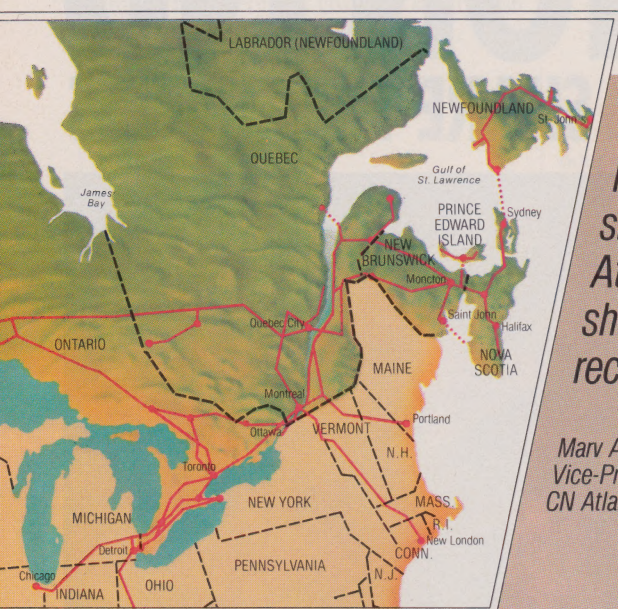 LABRADOR (NEWFOUNDLAND)
NEWFOUNDLAND
St-John's
QUEBEC
Gulf of
St. Lawrence
James
Bay
PRINCE
EDWARD
ISLAND
Sydney
NEW
BRUNSWICK
Moncton
Quebec City
Saint John
Halifax
ONTARIO
NOVA
SCOTIA
MAINE
Montreal
Portland
Ottawa
VERMONT
N.H.
Toronto
NEW YORK
MASS.
MICHIGAN
R.I.
New London
Detroit
CONN.
PENNSYLVANIA
N.J.
Chicago
INDIANA
OHIO
sh
rec
Marv A
Vice-Pr
CN Atla